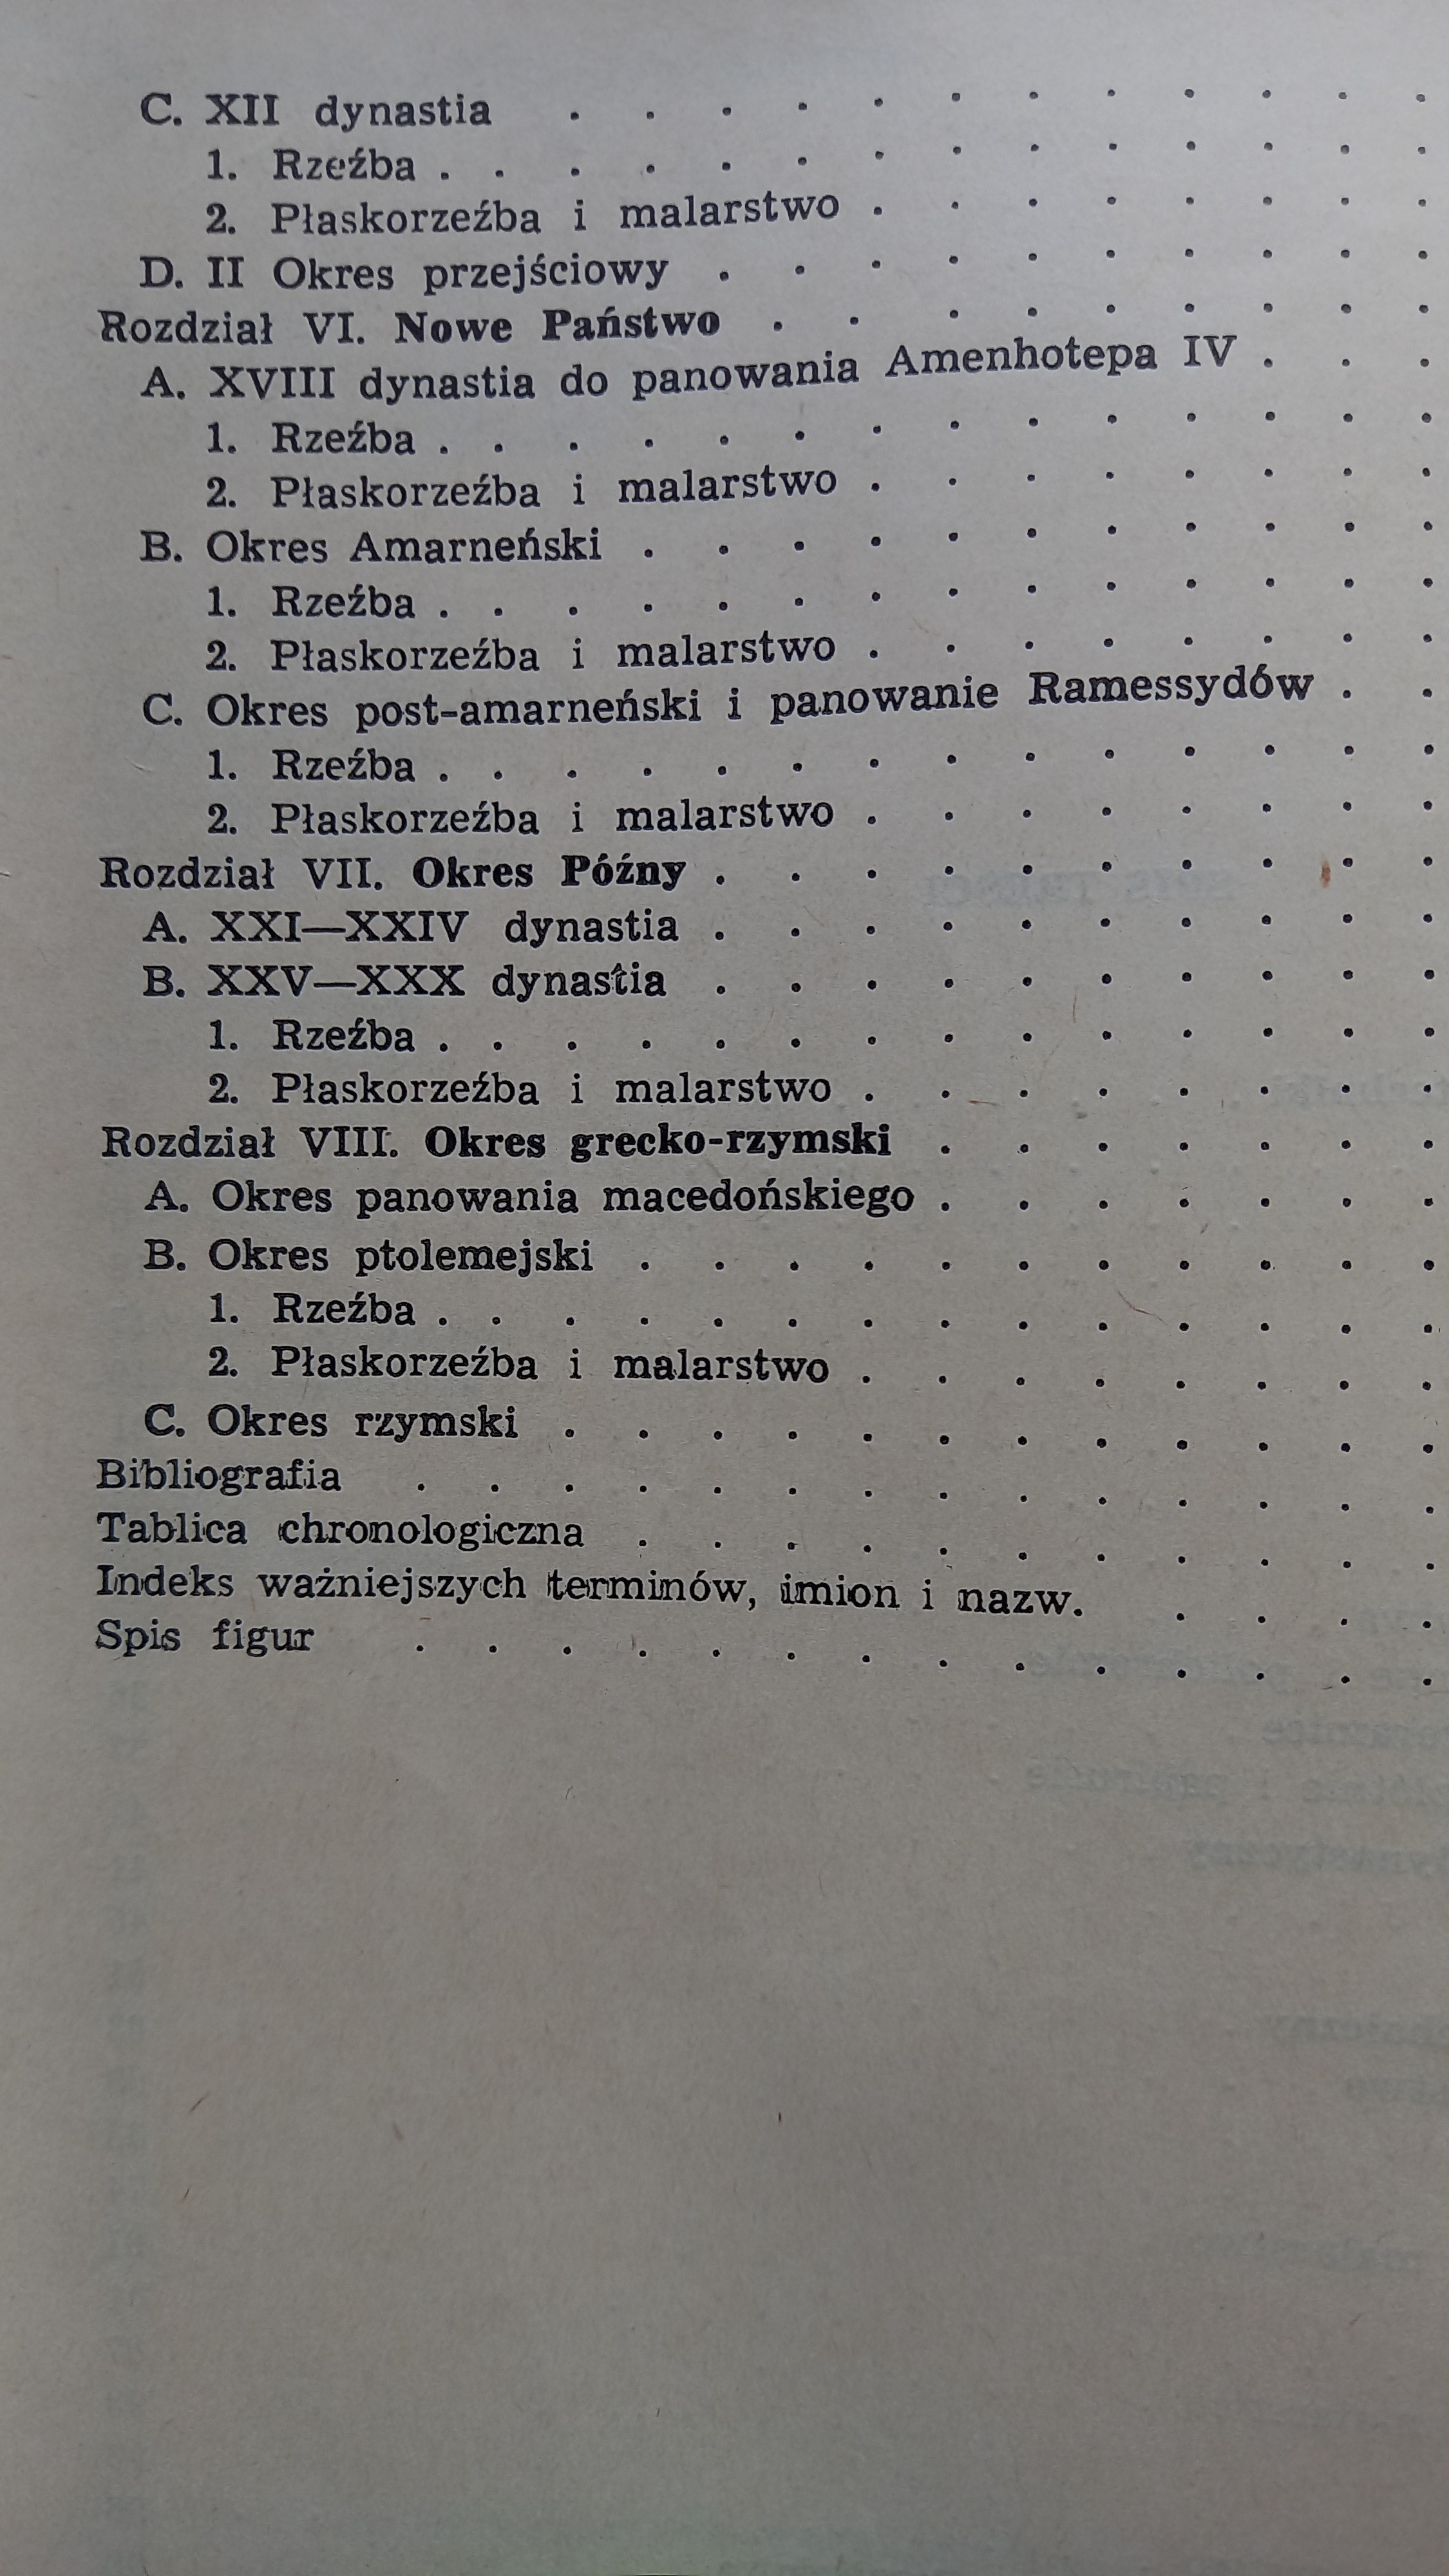 C. XII dynastia . . . . . . . . . . . .
1. Rzeźba . . . . . . . . . . . . . .
2. Płaskorzeźba i malarstwo . . . . . . . .
D. II Okres przejściowy . . . . . . . . . .
Rozdział VI. Nowe Państwo . . . . . . . . .
A. XVIII dynastia do panowania Amenhotepa IV . . .
1. Rzeźba . . . . . . . . . . . . . .
2. Płaskorzeźba i malarstwo . . . . . . . .
B. Okres Amarneński . . . . . . . . . . .
1. Rzeźba . . . . . . . . . . . . . .
2. Płaskorzeźba i malarstwo . . . . . . . .
C. Okres post-amarneński i panowanie Ramessydów . .
1. Rzeźba . . . . . . . . . . . . . .
2. Płaskorzeźba i malarstwo . . . . . . . .
Rozdział VII. Okres Późny . . . . . . . . . .
A. XXI—XXIV dynastia . . . . . . . . . .
B. XXV—XXX dynastia . . . . . . . . . .
1. Rzeźba . . . . . . . . . . . . . .
2. Płaskorzeźba i malarstwo . . . . . . . .
Rozdział VIII. Okres grecko-rzymski . . . . . . .
A. Okres panowania macedońskiego . . . . . . .
B. Okres ptolemejski . . . . . . . . . . .
1. Rzeźba . . . . . . . . . . . . . .
2. Płaskorzeźba i malarstwo . . . . . . . .
C. Okres rzymski . . . . . . . . . . . .
Bibliografia . . . . . . . . . . . . . .
Tablica chronologiczna . . . . . . . . . . .
Indeks ważniejszych terminów, imion i nazw. . . . .
Spis figur . . . . . . . . . . . . . .